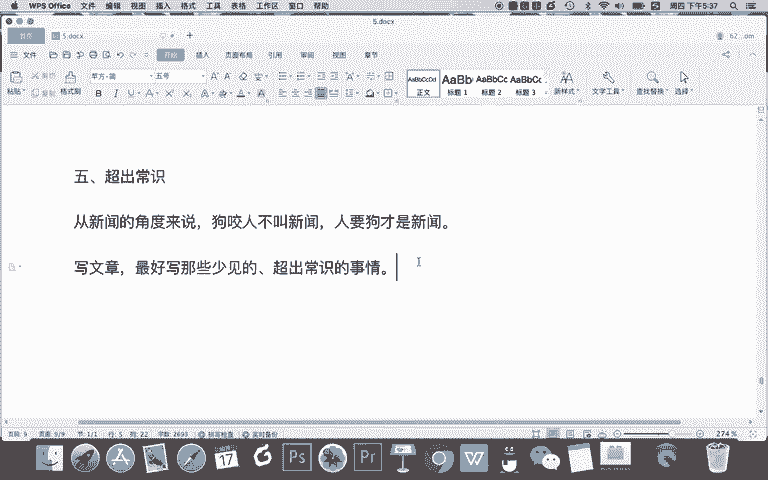 WPS Office 文件 编辑 视图 插入 格式 工具 表格 工作区 窗口 帮助 周四 下午5:37
5.docx
5.docx
文件 开始 插入 页面布局 引用 审阅 视图 章节
粘贴 剪切 复制 格式刷 苹方-简 五号 AaBbCcDd 正文 AaBb 标题 1 AaBbCc 标题 2 AaBbCc 标题 3 新样式 文字工具 查找替换 选择
五、超出常识
从新闻的角度来说，狗咬人不叫新闻，人要狗才是新闻。
写文章，最好写那些少见的、超出常识的事情。
页码: 9 页面: 9/9 节: 1/1 行: 5 列: 22 字数: 2693 拼写检查 实时备份 274 %
17 Ps Pr W